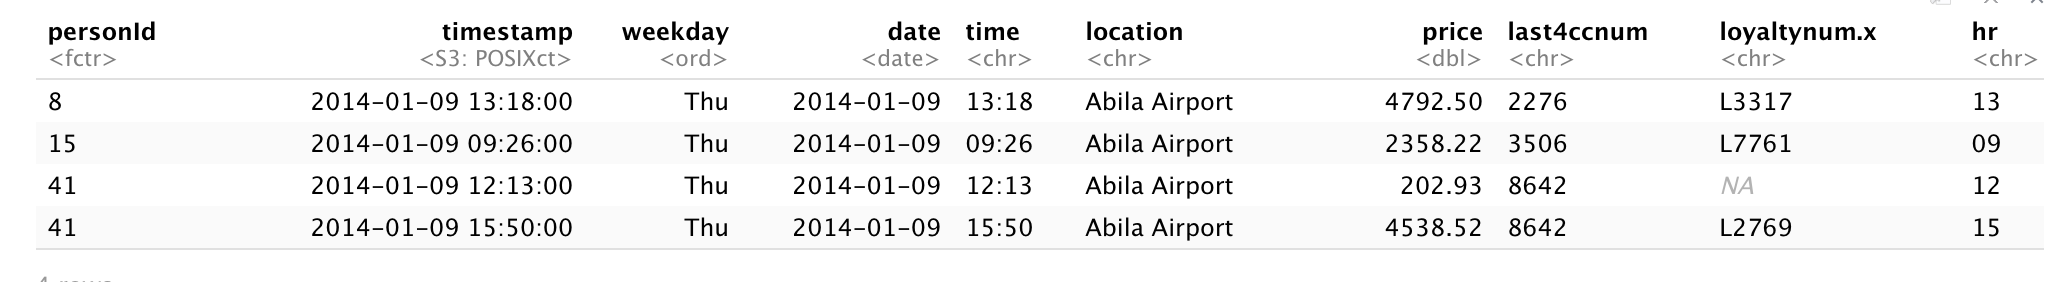 personId timestamp weekday date time location price last4ccnum loyaltynum.x hr
<fctr> <S3: POSIXct> <ord> <date> <chr> <chr> <dbl> <chr> <chr> <chr>
8 2014-01-09 13:18:00 Thu 2014-01-09 13:18 Abila Airport 4792.50 2276 L3317 13
15 2014-01-09 09:26:00 Thu 2014-01-09 09:26 Abila Airport 2358.22 3506 L7761 09
41 2014-01-09 12:13:00 Thu 2014-01-09 12:13 Abila Airport 202.93 8642 NA 12
41 2014-01-09 15:50:00 Thu 2014-01-09 15:50 Abila Airport 4538.52 8642 L2769 15